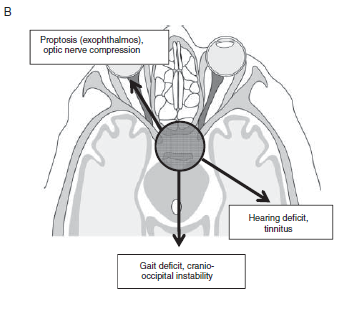 B
Proptosis (exophthalmos),
optic nerve compression
Hearing deficit,
tinnitus
Gait deficit, cranio-
occipital instability